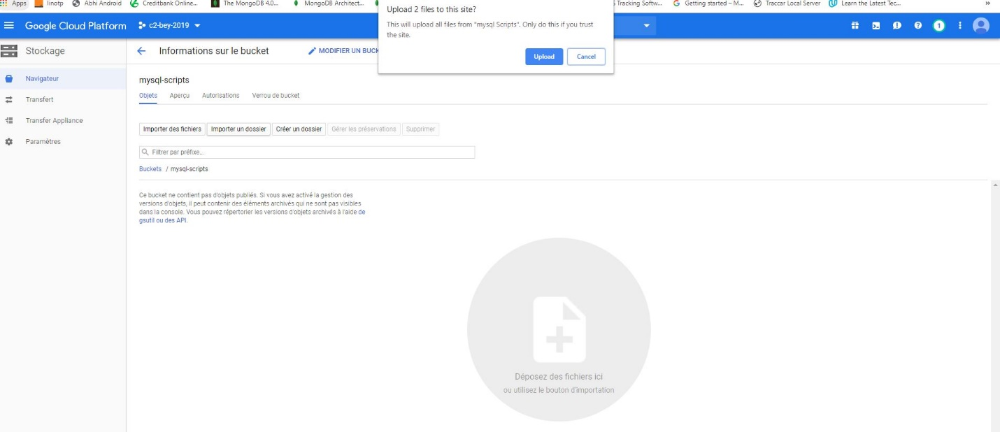 Apps linotp Abhi Android Creditbank Online... The MongoDB 4.0... MongoDB Architect... Tracking Softw... Getting started – M... Traccar Local Server Learn the Latest Tec... »
Upload 2 files to this site?
This will upload all files from "mysql Scripts". Only do this if you trust
the site.
Upload Cancel
Google Cloud Platform c2-bey-2019 1
Stockage Informations sur le bucket MODIFIER UN BUCK
Navigateur
Transfert
Transfer Appliance
Paramètres
mysql-scripts
Objets Aperçu Autorisations Verrou de bucket
Importer des fichiers Importer un dossier Créer un dossier Gérer les préservations Supprimer
Filtrer par préfixe...
Buckets / mysql-scripts
Ce bucket ne contient pas d'objets publiés. Si vous avez activé la gestion des
versions d'objets, il peut contenir des éléments archivés qui ne sont pas visibles
dans la console. Vous pouvez répertorier les versions d'objets archivés à l'aide de
gsutil ou des API.
Déposez des fichiers ici
ou utilisez le bouton d'importation